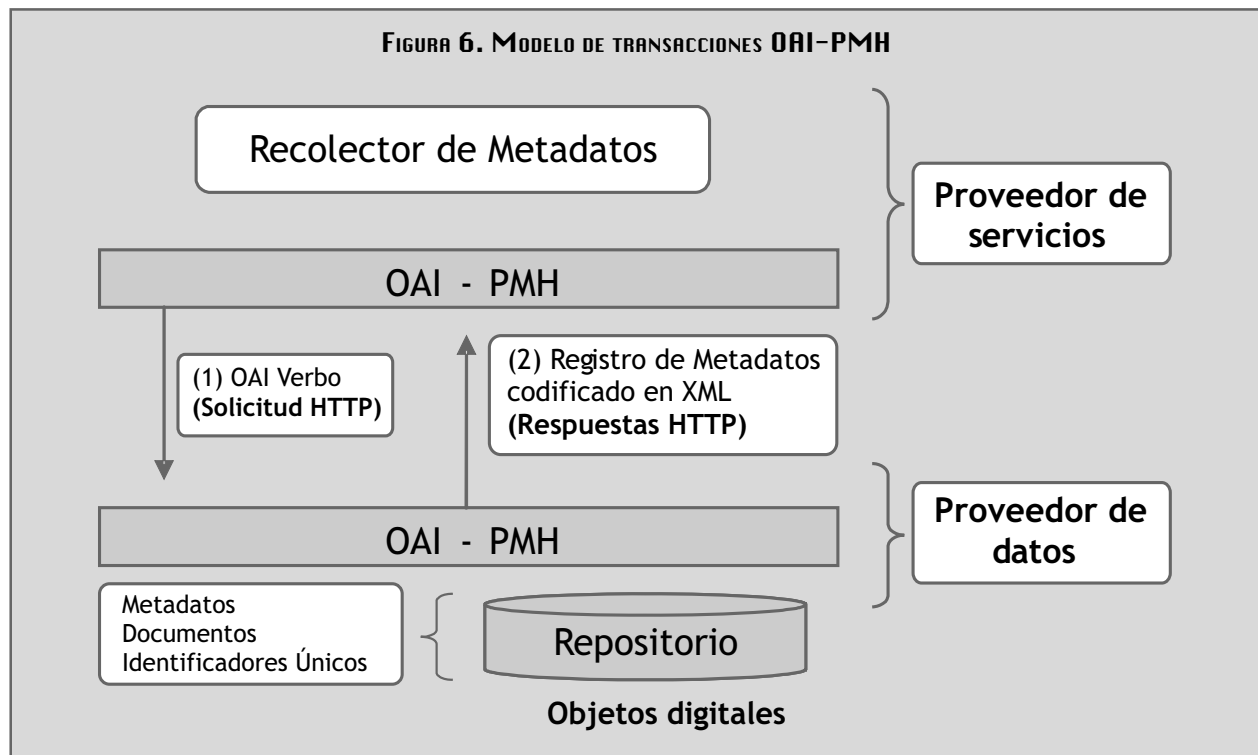 FIGURA 6. MODELO DE TRANSACCIONES OAI-PMH
Recolector de Metadatos
Proveedor de
servicios
OAI - PMH
(1) OAI Verbo
(Solicitud HTTP)
(2) Registro de Metadatos
codificado en XML
(Respuestas HTTP)
OAI - PMH
Proveedor de
datos
Metadatos
Documentos
Identificadores Únicos
Repositorio
Objetos digitales